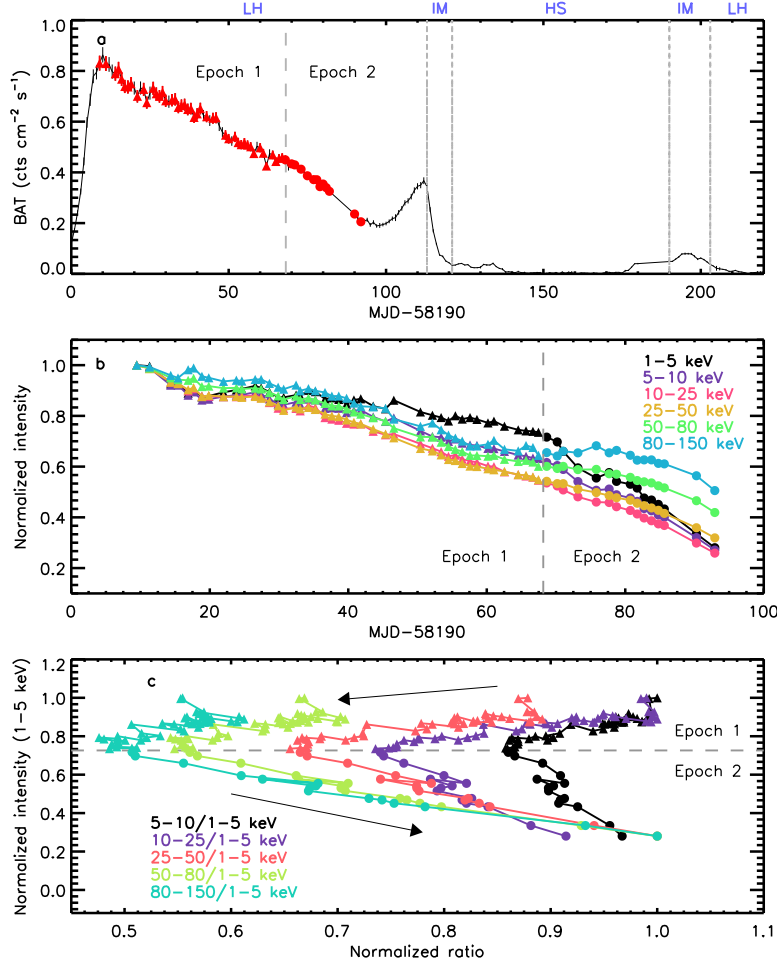 LH IM HS IM LH
1.0
a
0.8
Epoch 1 Epoch 2
0.6
BAT (cts cm⁻² s⁻¹)
0.4
0.2
0.0
0 50 100 150 200
MJD−58190
b
1.0
1−5 keV
5−10 keV
10−25 keV
25−50 keV
50−80 keV
80−150 keV
0.8
Normalized intensity
0.6
0.4
Epoch 1 Epoch 2
0.2
0 20 40 60 80 100
MJD−58190
1.2
c
1.0
Epoch 1
0.8
Normalized intensity (1−5 keV)
Epoch 2
0.6
0.4
5−10/1−5 keV
10−25/1−5 keV
0.2
25−50/1−5 keV
50−80/1−5 keV
80−150/1−5 keV
0.0
0.5 0.6 0.7 0.8 0.9 1.0 1.1
Normalized ratio